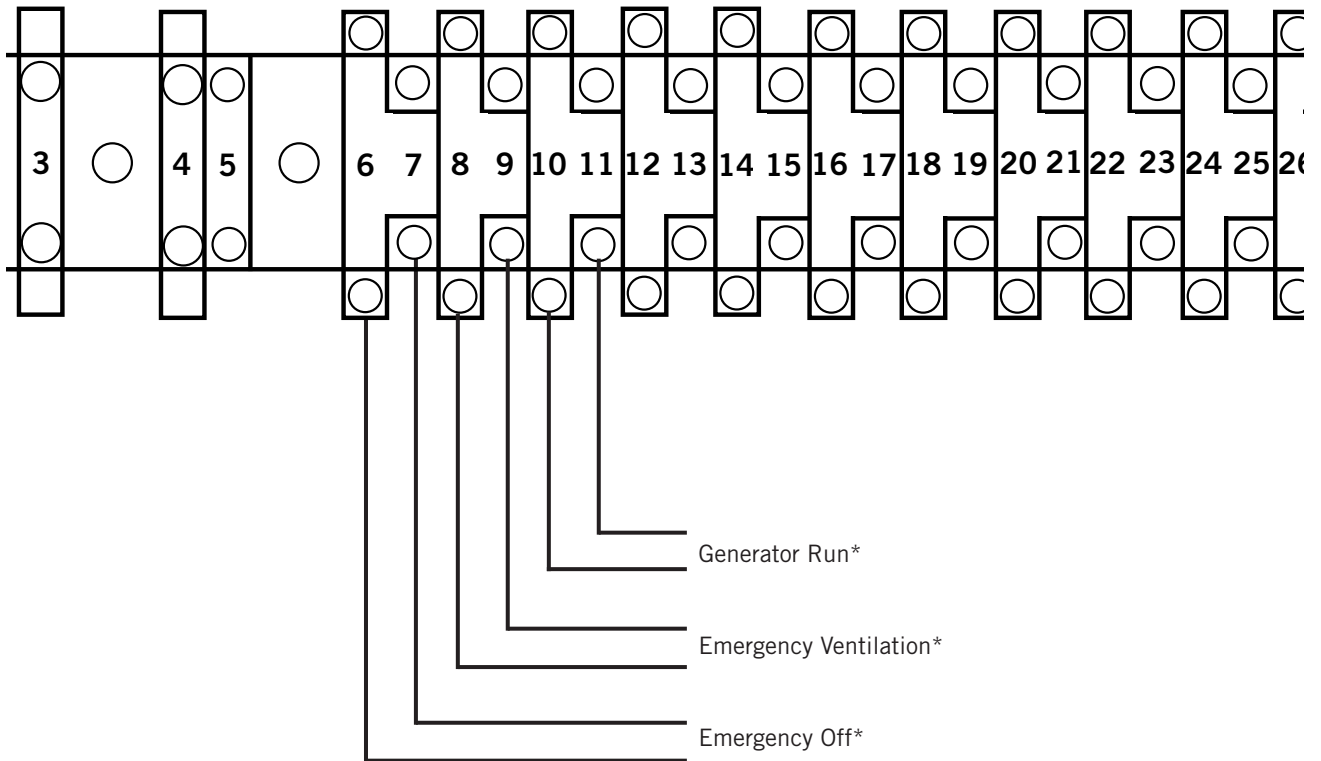 3 4 5 6 7 8 9 10 11 12 13 14 15 16 17 18 19 20 21 22 23 24 25 26
Generator Run*
Emergency Ventilation*
Emergency Off*